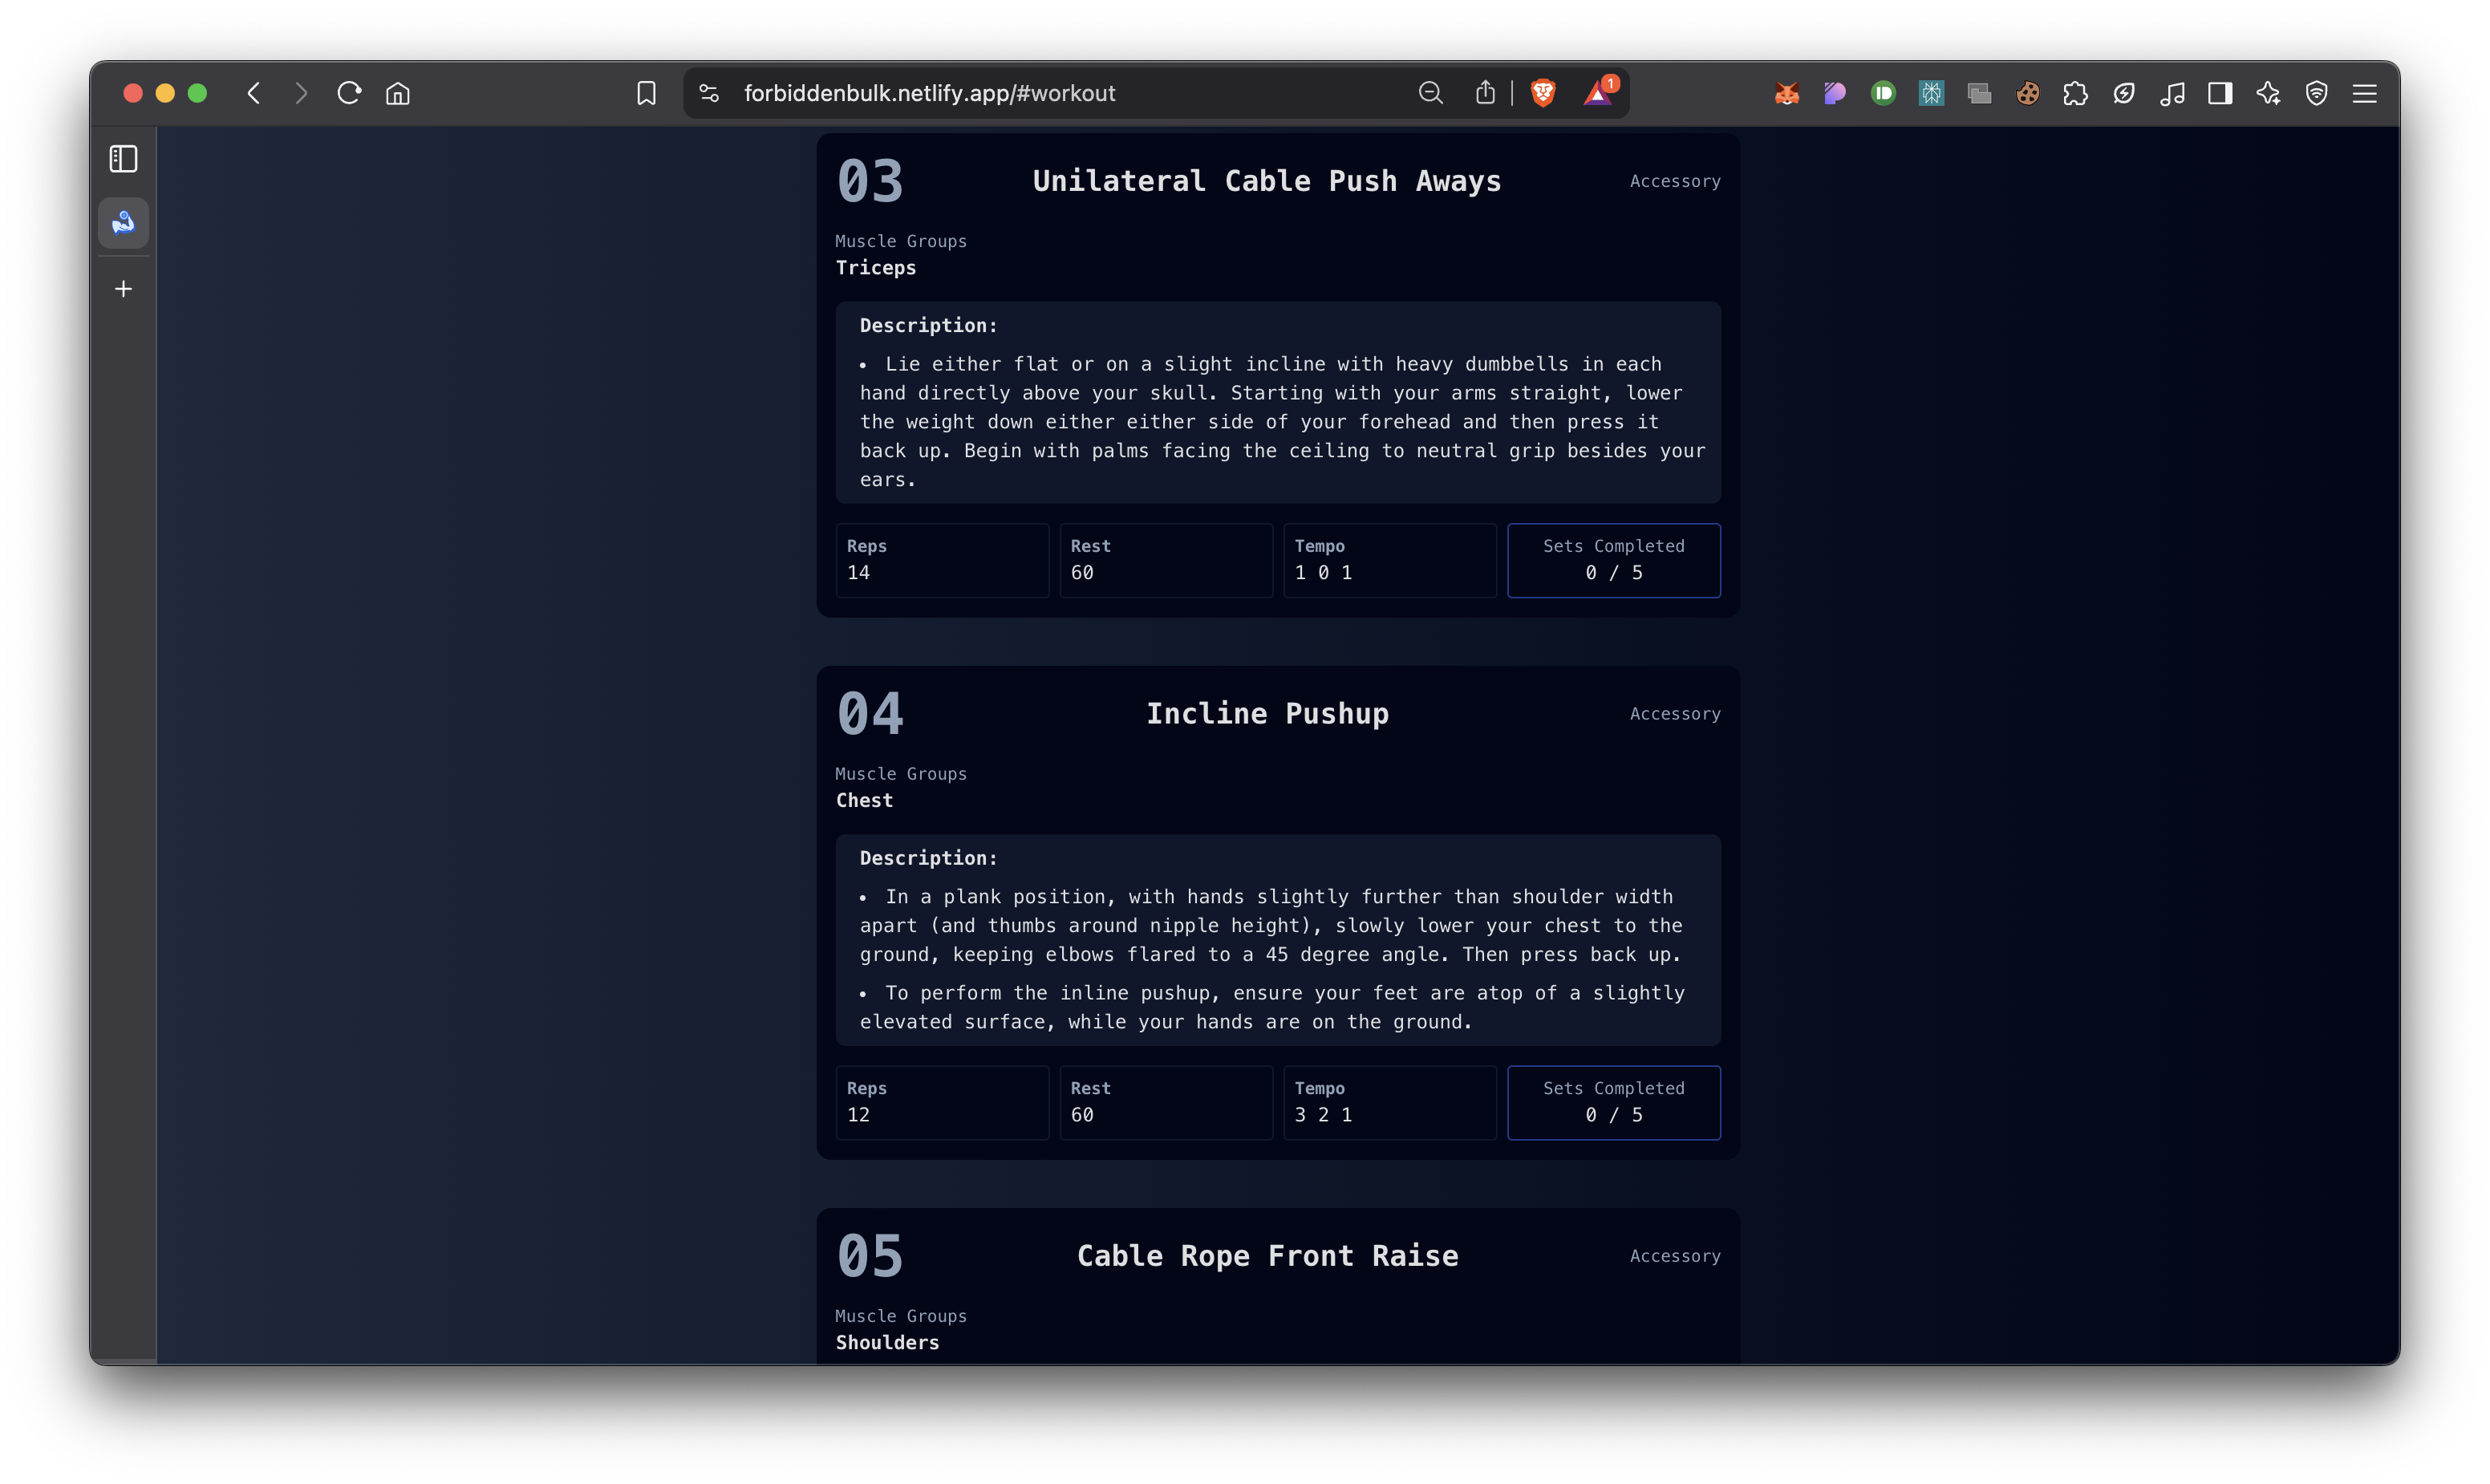 forbiddenbulk.netlify.app/#workout
1
03
Unilateral Cable Push Aways
Accessory
Muscle Groups
Triceps
Description:
• Lie either flat or on a slight incline with heavy dumbbells in each
hand directly above your skull. Starting with your arms straight, lower
the weight down either either side of your forehead and then press it
back up. Begin with palms facing the ceiling to neutral grip besides your
ears.
Reps
14
Rest
60
Tempo
1 0 1
Sets Completed
0 / 5
04
Incline Pushup
Accessory
Muscle Groups
Chest
Description:
• In a plank position, with hands slightly further than shoulder width
apart (and thumbs around nipple height), slowly lower your chest to the
ground, keeping elbows flared to a 45 degree angle. Then press back up.
• To perform the inline pushup, ensure your feet are atop of a slightly
elevated surface, while your hands are on the ground.
Reps
12
Rest
60
Tempo
3 2 1
Sets Completed
0 / 5
05
Cable Rope Front Raise
Accessory
Muscle Groups
Shoulders